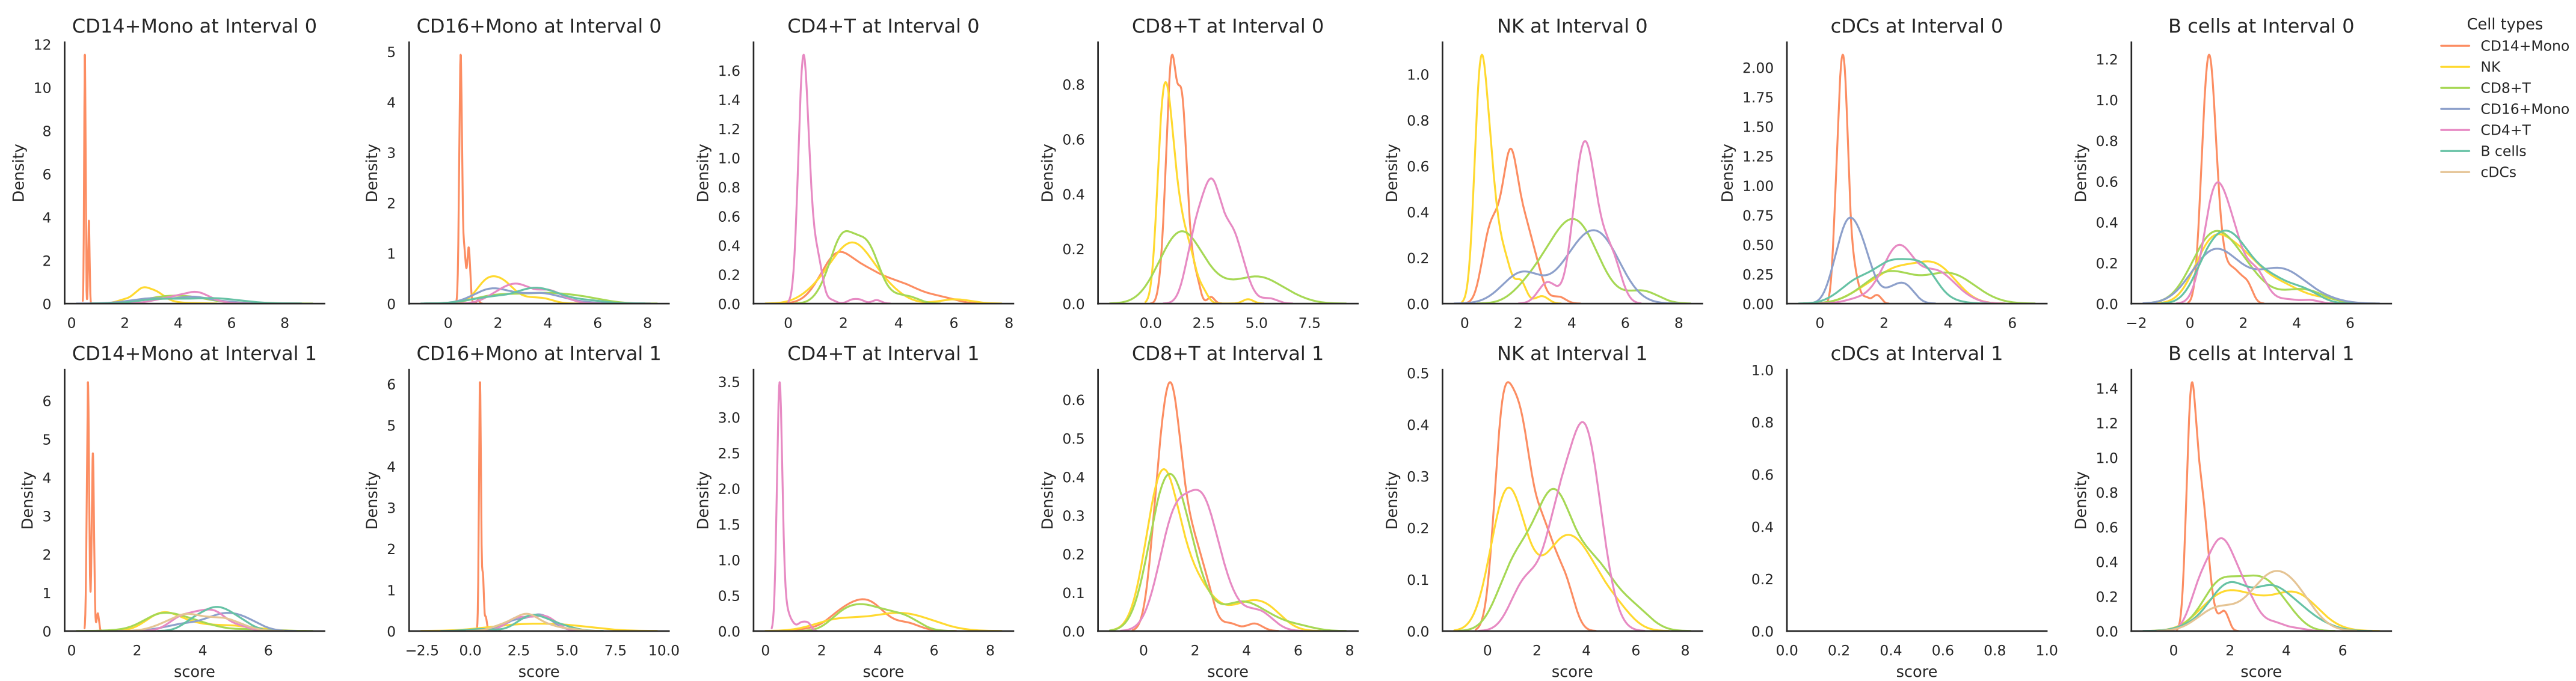 CD14+Mono at Interval 0
Density
12
10
8
6
4
2
0
0 2 4 6 8
CD16+Mono at Interval 0
Density
5
4
3
2
1
0
0 2 4 6 8
CD4+T at Interval 0
Density
1.6
1.4
1.2
1.0
0.8
0.6
0.4
0.2
0.0
0 2 4 6 8
CD8+T at Interval 0
Density
0.8
0.6
0.4
0.2
0.0
0.0 2.5 5.0 7.5
NK at Interval 0
Density
1.0
0.8
0.6
0.4
0.2
0.0
0 2 4 6 8
cDCs at Interval 0
Density
2.00
1.75
1.50
1.25
1.00
0.75
0.50
0.25
0.00
0 2 4 6
B cells at Interval 0
Density
1.2
1.0
0.8
0.6
0.4
0.2
0.0
−2 0 2 4 6
Cell types
CD14+Mono
NK
CD8+T
CD16+Mono
CD4+T
B cells
cDCs
CD14+Mono at Interval 1
Density
6
5
4
3
2
1
0
0 2 4 6
score
CD16+Mono at Interval 1
Density
6
5
4
3
2
1
0
−2.5 0.0 2.5 5.0 7.5 10.0
score
CD4+T at Interval 1
Density
3.5
3.0
2.5
2.0
1.5
1.0
0.5
0.0
0 2 4 6 8
score
CD8+T at Interval 1
Density
0.6
0.5
0.4
0.3
0.2
0.1
0.0
0 2 4 6 8
score
NK at Interval 1
Density
0.5
0.4
0.3
0.2
0.1
0.0
0 2 4 6 8
score
cDCs at Interval 1
1.0
0.8
0.6
0.4
0.2
0.0
0.0 0.2 0.4 0.6 0.8 1.0
score
B cells at Interval 1
Density
1.4
1.2
1.0
0.8
0.6
0.4
0.2
0.0
0 2 4 6
score